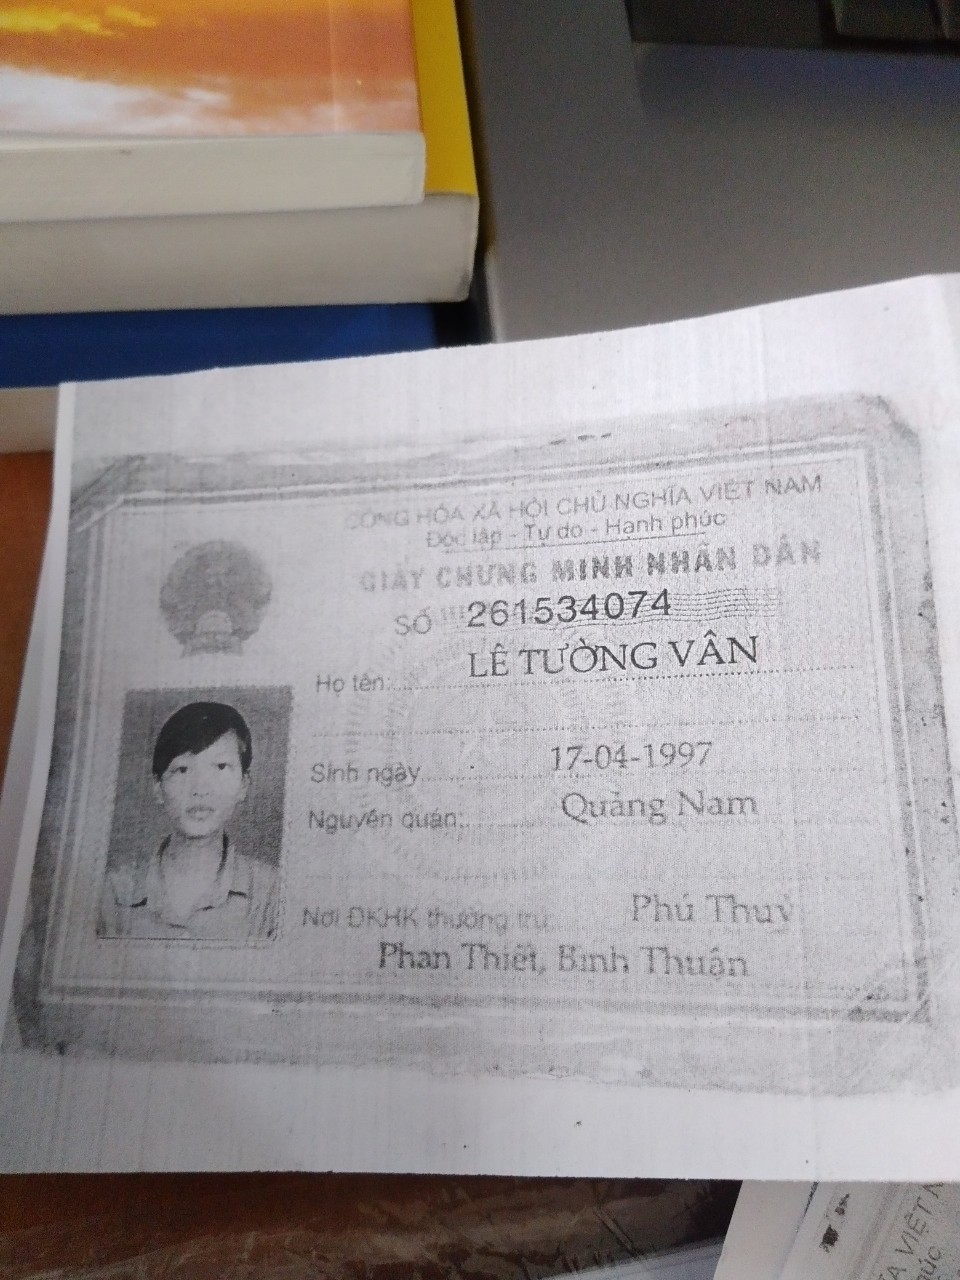 CỘNG HÒA XÃ HỘI CHỦ NGHĨA VIỆT NAM
Độc lập - Tự do - Hạnh phúc
GIẤY CHỨNG MINH NHÂN DÂN
SỐ 261534074
Họ tên: LÊ TƯỜNG VÂN
Sinh ngày 17-04-1997
Nguyên quán: Quảng Nam
Nơi ĐKHK thường trú: Phú Thuỷ
Phan Thiết, Bình Thuận
VIỆT